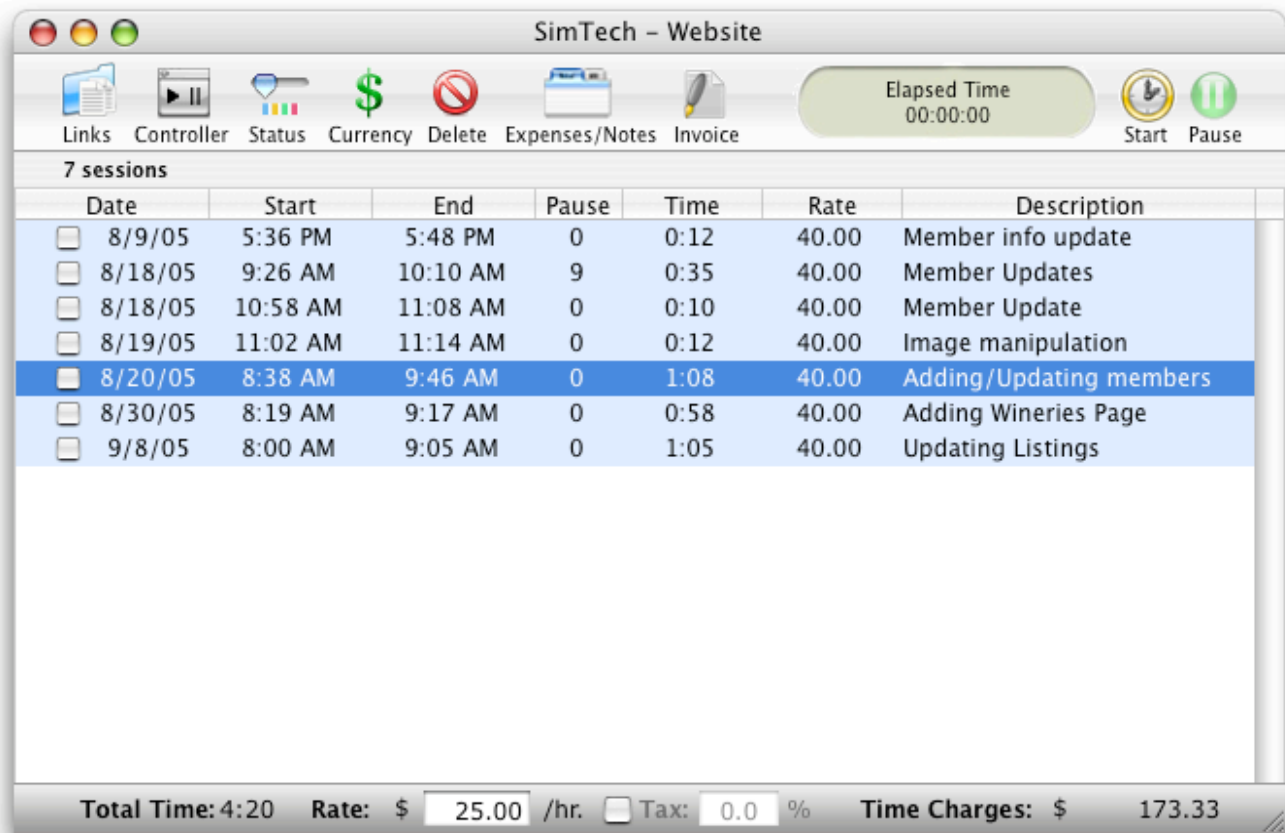 SimTech – Website
Links Controller Status Currency Delete Expenses/Notes Invoice Elapsed Time 00:00:00 Start Pause
7 sessions
Date Start End Pause Time Rate Description
8/9/05 5:36 PM 5:48 PM 0 0:12 40.00 Member info update
8/18/05 9:26 AM 10:10 AM 9 0:35 40.00 Member Updates
8/18/05 10:58 AM 11:08 AM 0 0:10 40.00 Member Update
8/19/05 11:02 AM 11:14 AM 0 0:12 40.00 Image manipulation
8/20/05 8:38 AM 9:46 AM 0 1:08 40.00 Adding/Updating members
8/30/05 8:19 AM 9:17 AM 0 0:58 40.00 Adding Wineries Page
9/8/05 8:00 AM 9:05 AM 0 1:05 40.00 Updating Listings
Total Time: 4:20 Rate: $ 25.00 /hr. Tax: 0.0 % Time Charges: $ 173.33